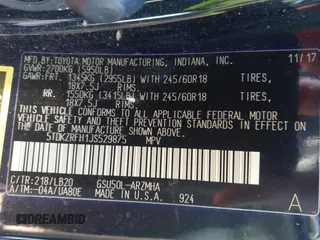 MFD.BY:TOYOTA MOTOR MANUFACTURING, INDIANA, INC.
GVWR:2700KG (5950LB) 11/17
GAWR:FRT. 1345KG (2955LB) WITH 245/60R18 TIRES,
18X7.5J RIMS,
RR. 1550KG (3415LB) WITH 245/60R18 TIRES,
18X7.5J RIMS,
THIS VEHICLE CONFORMS TO ALL APPLICABLE
FEDERAL MOTOR VEHICLE SAFETY AND
THEFT PREVENTION STANDARDS IN EFFECT ON
THE DATE OF MANUFACTURE SHOWN ABOVE.
5TDKZRFH1JS529875 MPV
C/TR:218/LB20 GSU50L-ARZMHA
A/TM:-04A/UA80E
MADE IN U.S.A. 924 A
DREAMBID